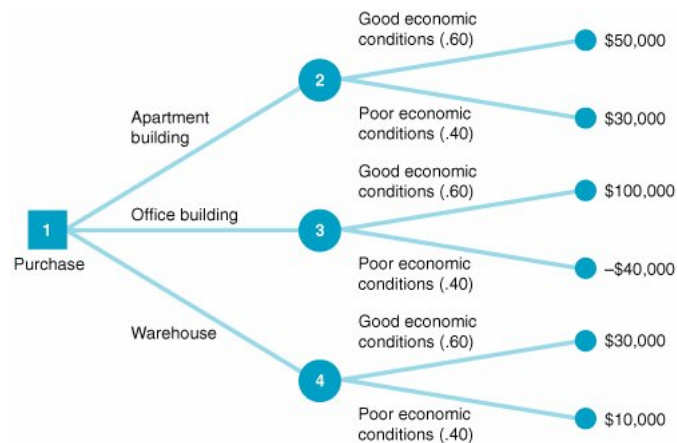 Good economic
conditions (.60)
$50,000
2
Apartment
building
Poor economic
conditions (.40)
$30,000
Good economic
conditions (.60)
$100,000
Office building
1
3
Purchase
Poor economic
conditions (.40)
–$40,000
Warehouse
Good economic
conditions (.60)
$30,000
4
Poor economic
conditions (.40)
$10,000